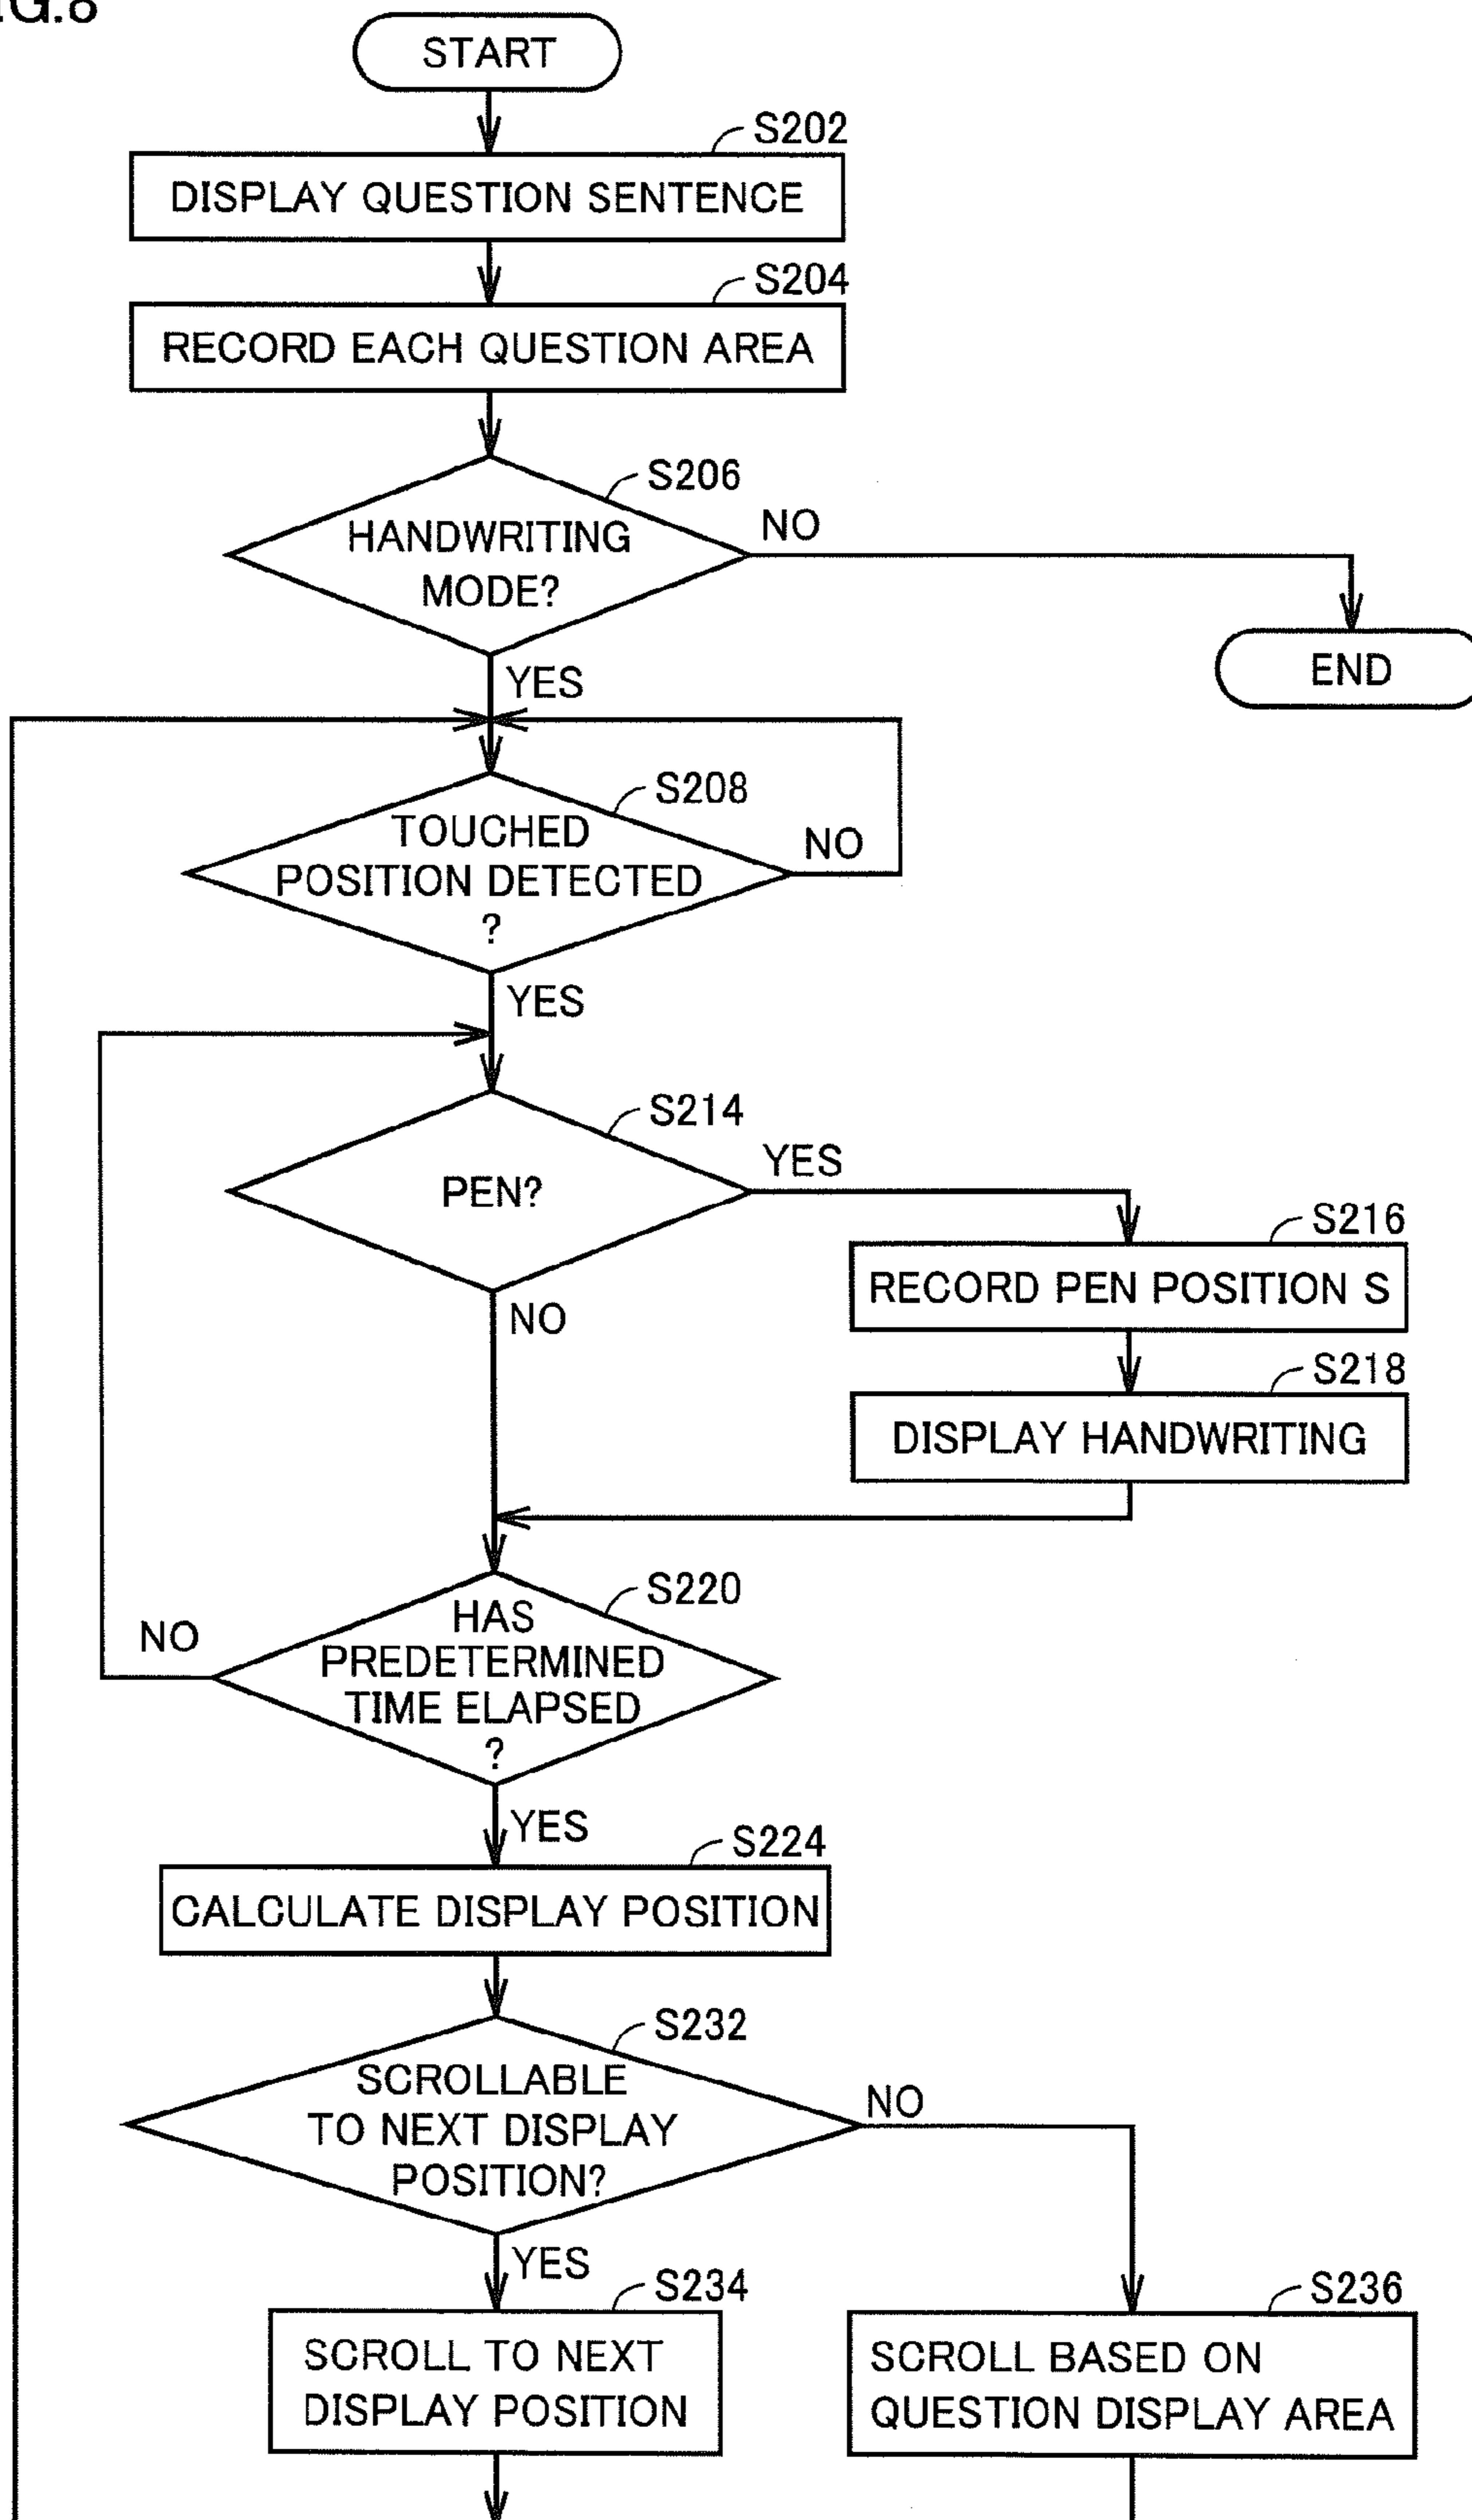 IG.8
START
S202
DISPLAY QUESTION SENTENCE
S204
RECORD EACH QUESTION AREA
S206
HANDWRITING
MODE?
NO
END
YES
S208
TOUCHED
POSITION DETECTED
?
NO
YES
S214
PEN?
YES
S216
RECORD PEN POSITION S
NO
S218
DISPLAY HANDWRITING
S220
HAS
PREDETERMINED
TIME ELAPSED
?
NO
YES
S224
CALCULATE DISPLAY POSITION
S232
SCROLLABLE
TO NEXT DISPLAY
POSITION?
NO
YES
S234
SCROLL TO NEXT
DISPLAY POSITION
S236
SCROLL BASED ON
QUESTION DISPLAY AREA